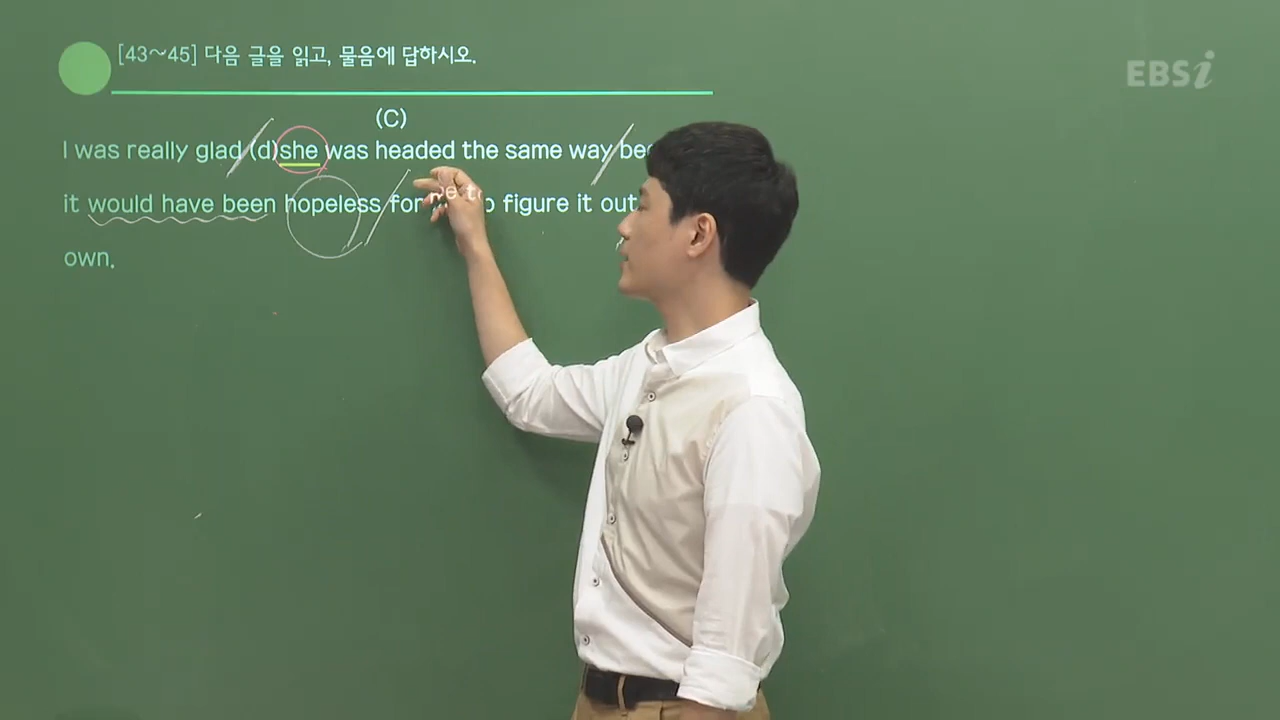 [43~45] 다음 글을 읽고, 물음에 답하시오.
EBSi
(C)
I was really glad (d)she was headed the same way
it would have been hopeless for figure it out
own.